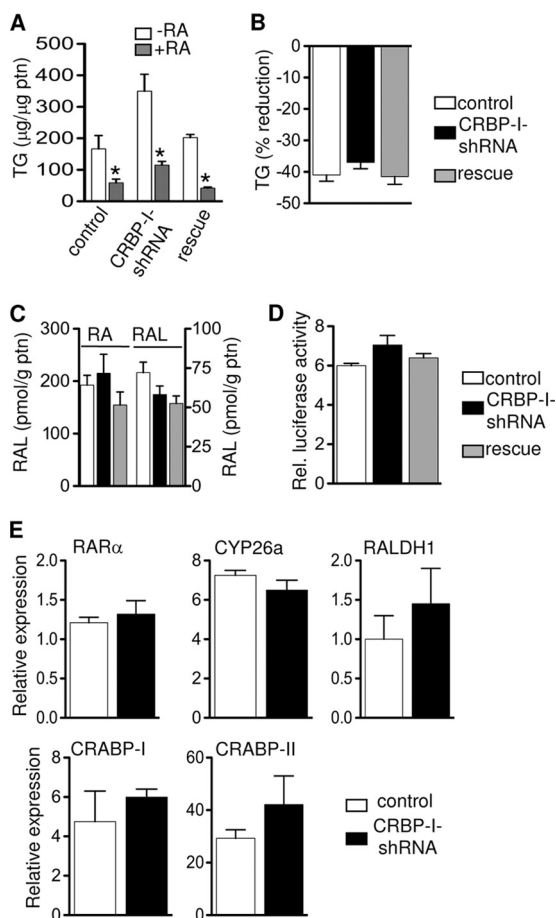 A
-RA
+RA
TG (µg/µg ptn)
500
400
300
200
100
0
*
*
*
control
CRBP-I-
shRNA
rescue
B
TG (% reduction)
0
-10
-20
-30
-40
-50
control
CRBP-I-
shRNA
rescue
C
RA RAL
RAL (pmol/g ptn)
300
200
100
0
100
75
50
25
0
RAL (pmol/g ptn)
D
Rel. luciferase activity
8
6
4
2
0
control
CRBP-I-
shRNA
rescue
E
RARα
Relative expression
2.0
1.5
1.0
0.5
0.0
CYP26a
8
6
4
2
0
RALDH1
2.0
1.5
1.0
0.5
0.0
CRABP-I
Relative expression
8
6
4
2
0
CRABP-II
60
40
20
0
control
CRBP-I-
shRNA